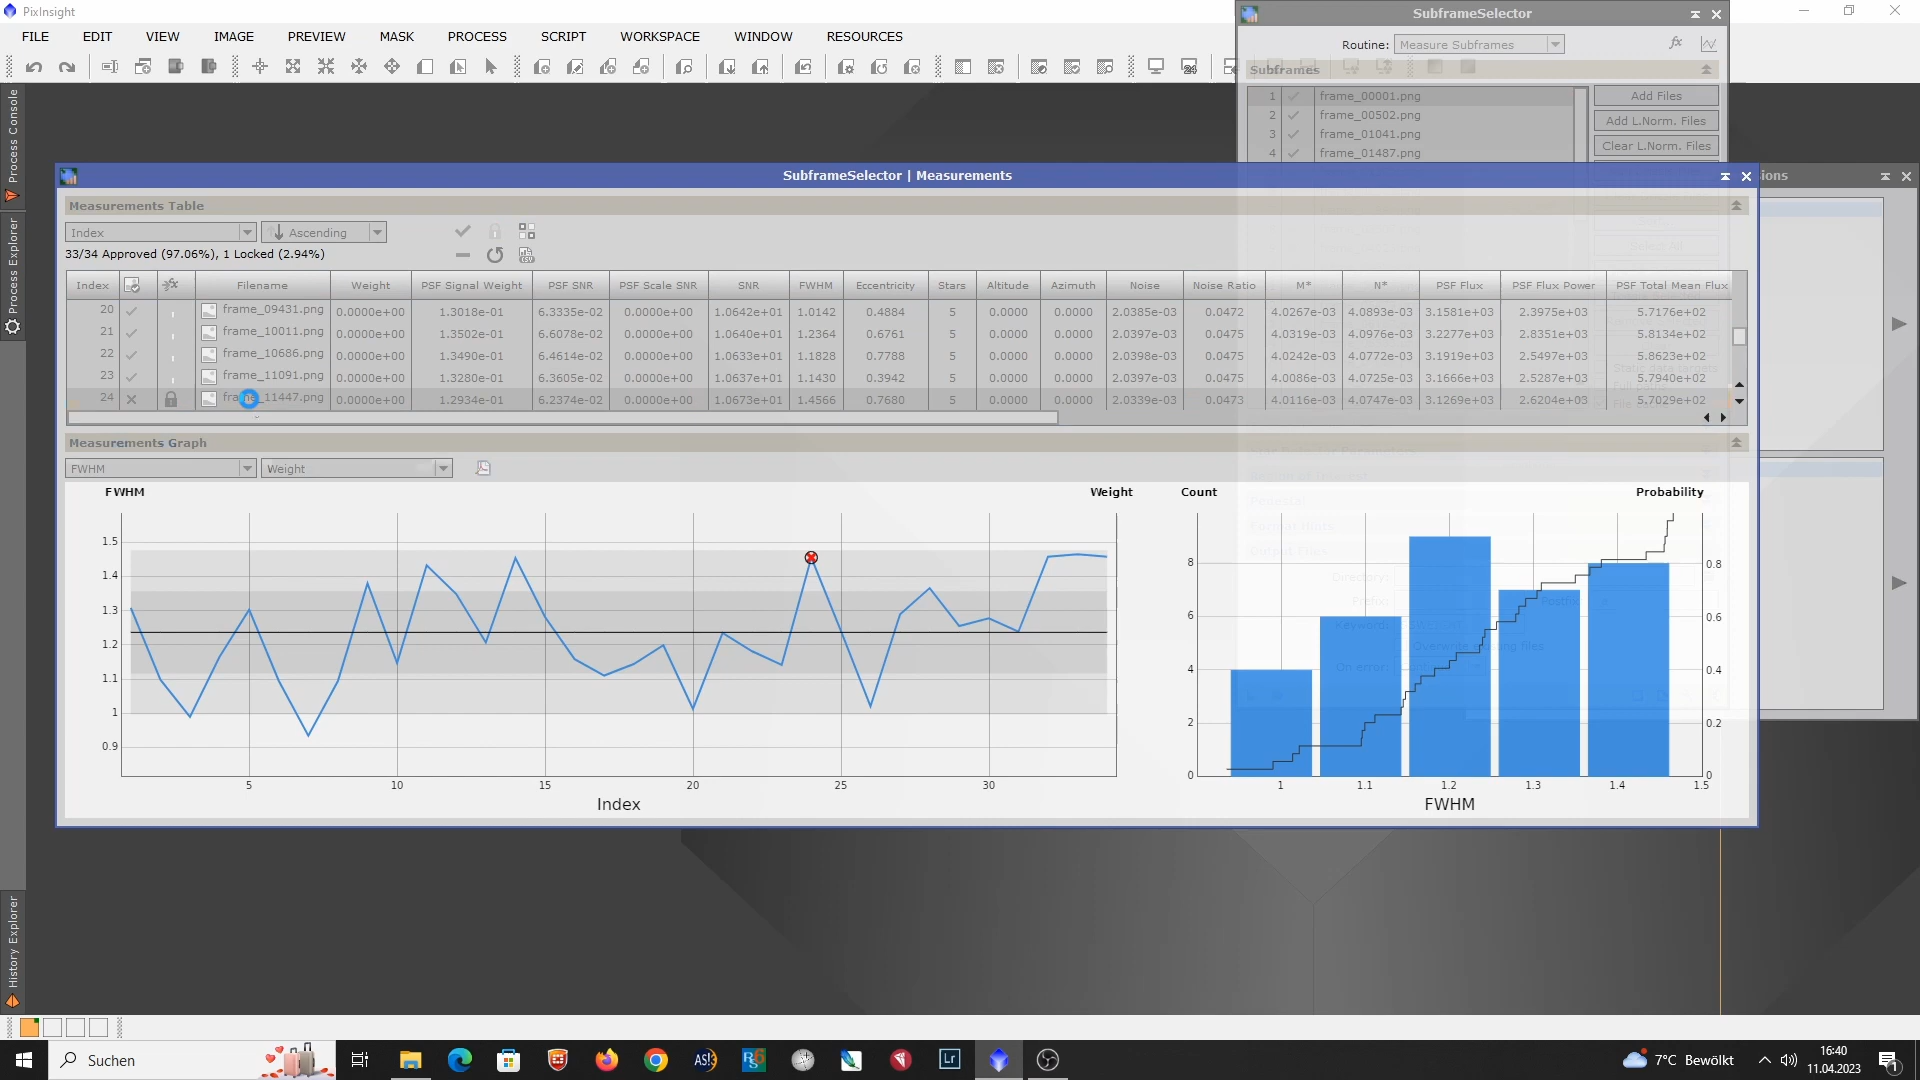 PixInsight
FILE EDIT VIEW IMAGE PREVIEW MASK PROCESS SCRIPT WORKSPACE WINDOW RESOURCES
SubframeSelector
Routine: Measure Subframes
Subframes
1 frame_00001.png
2 frame_00502.png
3 frame_01041.png
4 frame_01487.png
Add Files
Add L.Norm. Files
Clear L.Norm. Files
Process Console
Process Explorer
History Explorer
SubframeSelector | Measurements
Measurements Table
Index Ascending
33/34 Approved (97.06%), 1 Locked (2.94%)
Index Filename Weight PSF Signal Weight PSF SNR PSF Scale SNR SNR FWHM Eccentricity Stars Altitude Azimuth Noise Noise Ratio M* N* PSF Flux PSF Flux Power PSF Total Mean Flux
20 frame_09431.png 0.0000e+00 1.3018e-01 6.3335e-02 0.0000e+00 1.0642e+01 1.0142 0.4884 5 0.0000 0.0000 2.0385e-03 0.0472 4.0267e-03 4.0893e-03 3.1581e+03 2.3975e+03 5.7176e+02
21 frame_10011.png 0.0000e+00 1.3502e-01 6.6078e-02 0.0000e+00 1.0640e+01 1.2364 0.6761 5 0.0000 0.0000 2.0397e-03 0.0475 4.0319e-03 4.0976e-03 3.2277e+03 2.8351e+03 5.8134e+02
22 frame_10686.png 0.0000e+00 1.3490e-01 6.4614e-02 0.0000e+00 1.0633e+01 1.1828 0.7788 5 0.0000 0.0000 2.0398e-03 0.0475 4.0242e-03 4.0772e-03 3.1919e+03 2.5497e+03 5.8623e+02
23 frame_11091.png 0.0000e+00 1.3280e-01 6.3605e-02 0.0000e+00 1.0637e+01 1.1430 0.3942 5 0.0000 0.0000 2.0397e-03 0.0475 4.0086e-03 4.0725e-03 3.1666e+03 2.5287e+03 5.7940e+02
24 frame_11447.png 0.0000e+00 1.2934e-01 6.2374e-02 0.0000e+00 1.0673e+01 1.4566 0.7680 5 0.0000 0.0000 2.0339e-03 0.0473 4.0116e-03 4.0747e-03 3.1269e+03 2.6204e+03 5.7029e+02
Measurements Graph
FWHM Weight
FWHM Weight Count Probability
1.5
1.4
1.3
1.2
1.1
1
0.9
5 10 15 20 25 30
Index
8
6
4
2
0
0.8
0.6
0.4
0.2
0
1 1.1 1.2 1.3 1.4 1.5
FWHM
Suchen
7°C Bewölkt
16:40
11.04.2023